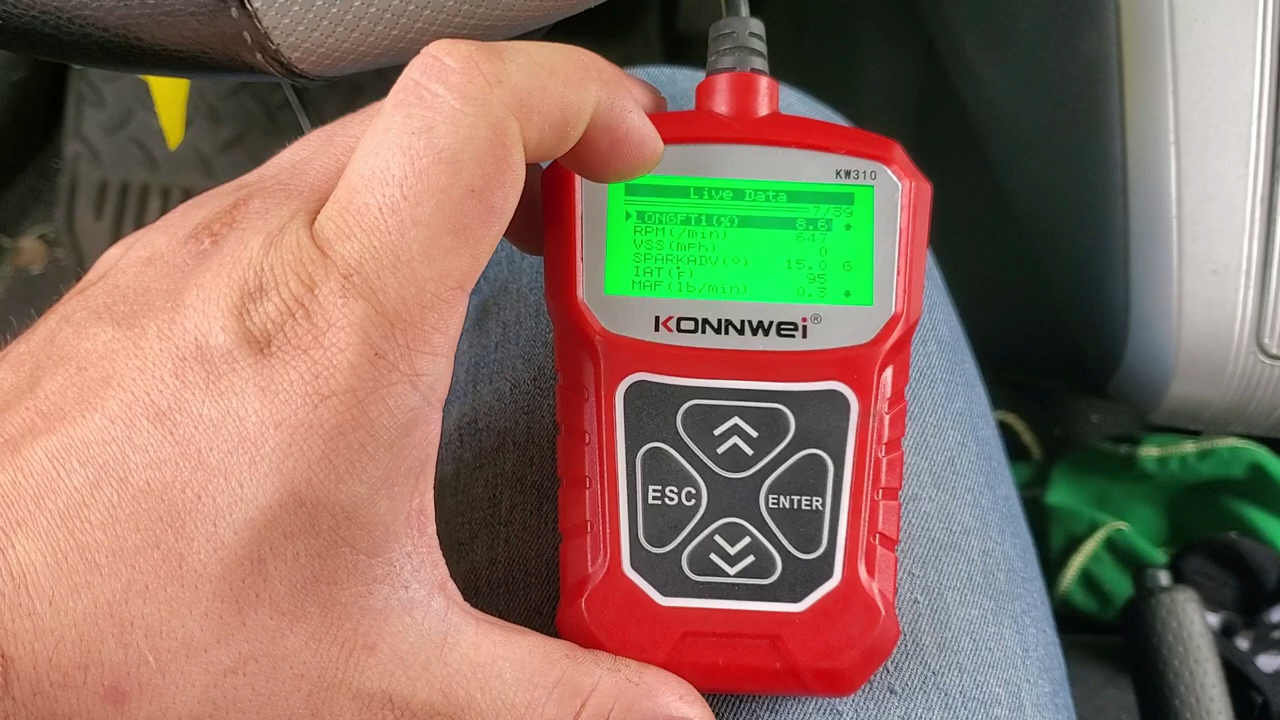 KW310
Live Data
7/39
LONGFT1(%) 8.6
RPM(/min) 647
VSS(mph) 0
SPARKADV(°) 15.0 G
IAT(F) 95
MAF(lb/min) 0.3
KONNWEI®
ESC
ENTER